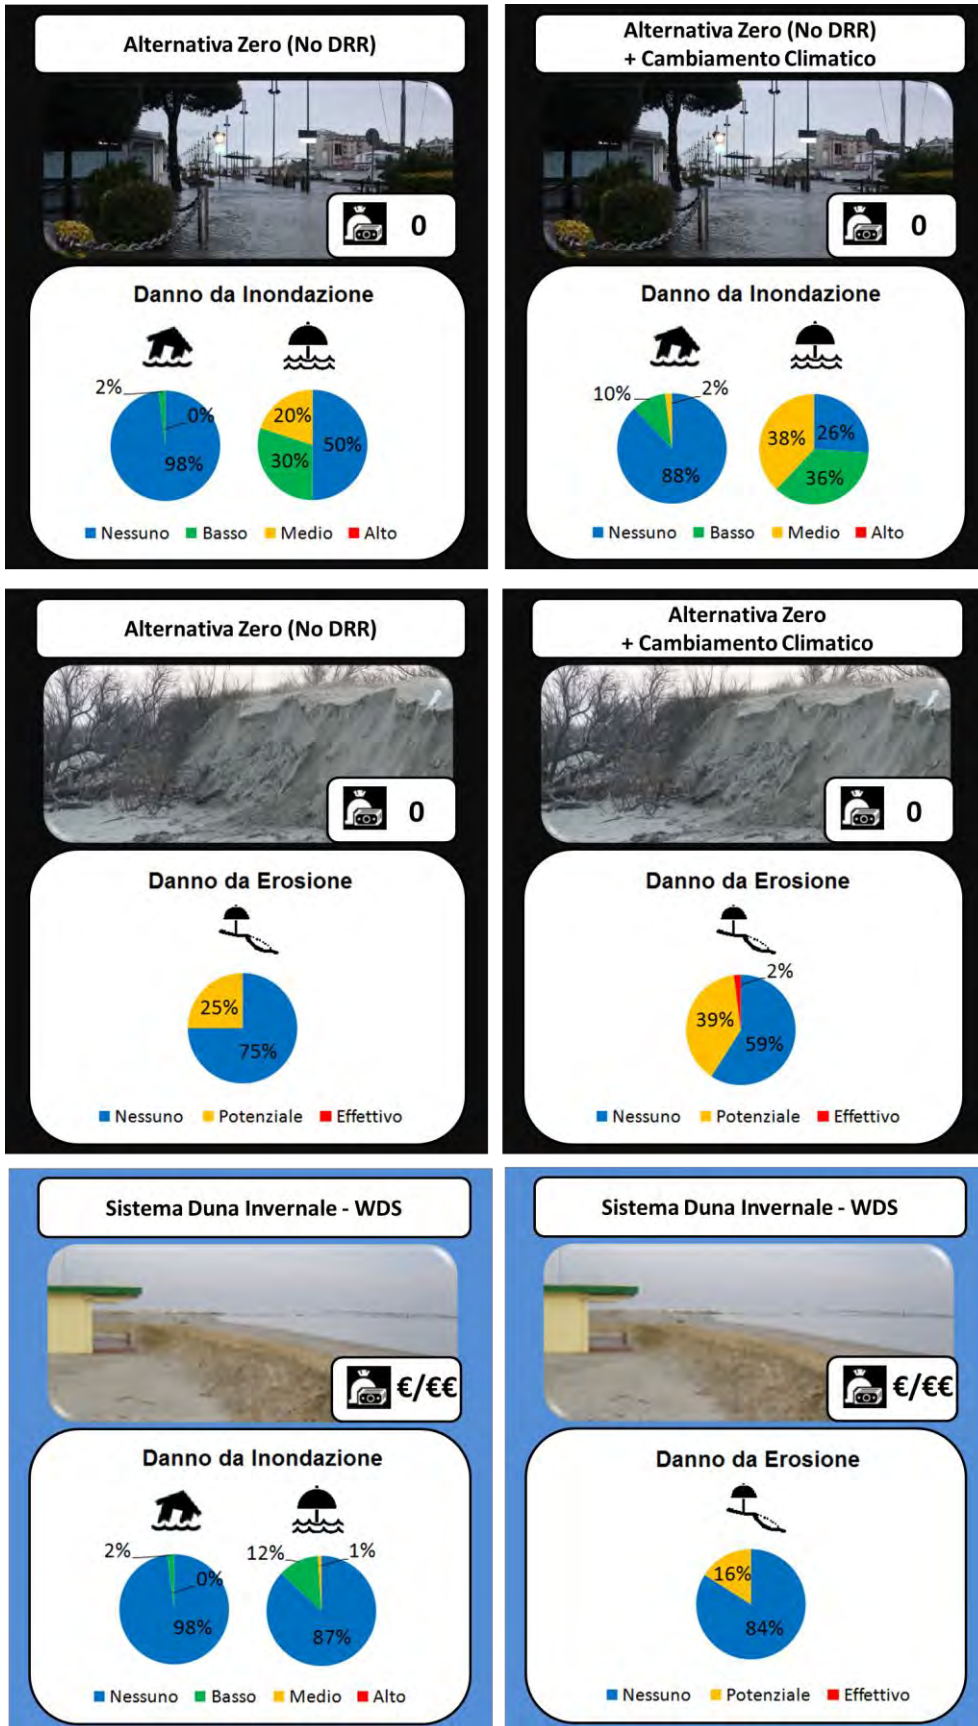 Alternativa Zero (No DRR)
0
Danno da Inondazione
2%
0%
98%
20%
50%
30%
Nessuno Basso Medio Alto
Alternativa Zero (No DRR)
+ Cambiamento Climatico
0
Danno da Inondazione
10%
2%
88%
38%
26%
36%
Nessuno Basso Medio Alto
Alternativa Zero (No DRR)
0
Danno da Erosione
25%
75%
Nessuno Potenziale Effettivo
Alternativa Zero
+ Cambiamento Climatico
0
Danno da Erosione
2%
39%
59%
Nessuno Potenziale Effettivo
Sistema Duna Invernale - WDS
€/€€
Danno da Inondazione
2%
0%
98%
12%
1%
87%
Nessuno Basso Medio Alto
Sistema Duna Invernale - WDS
€/€€
Danno da Erosione
16%
84%
Nessuno Potenziale Effettivo